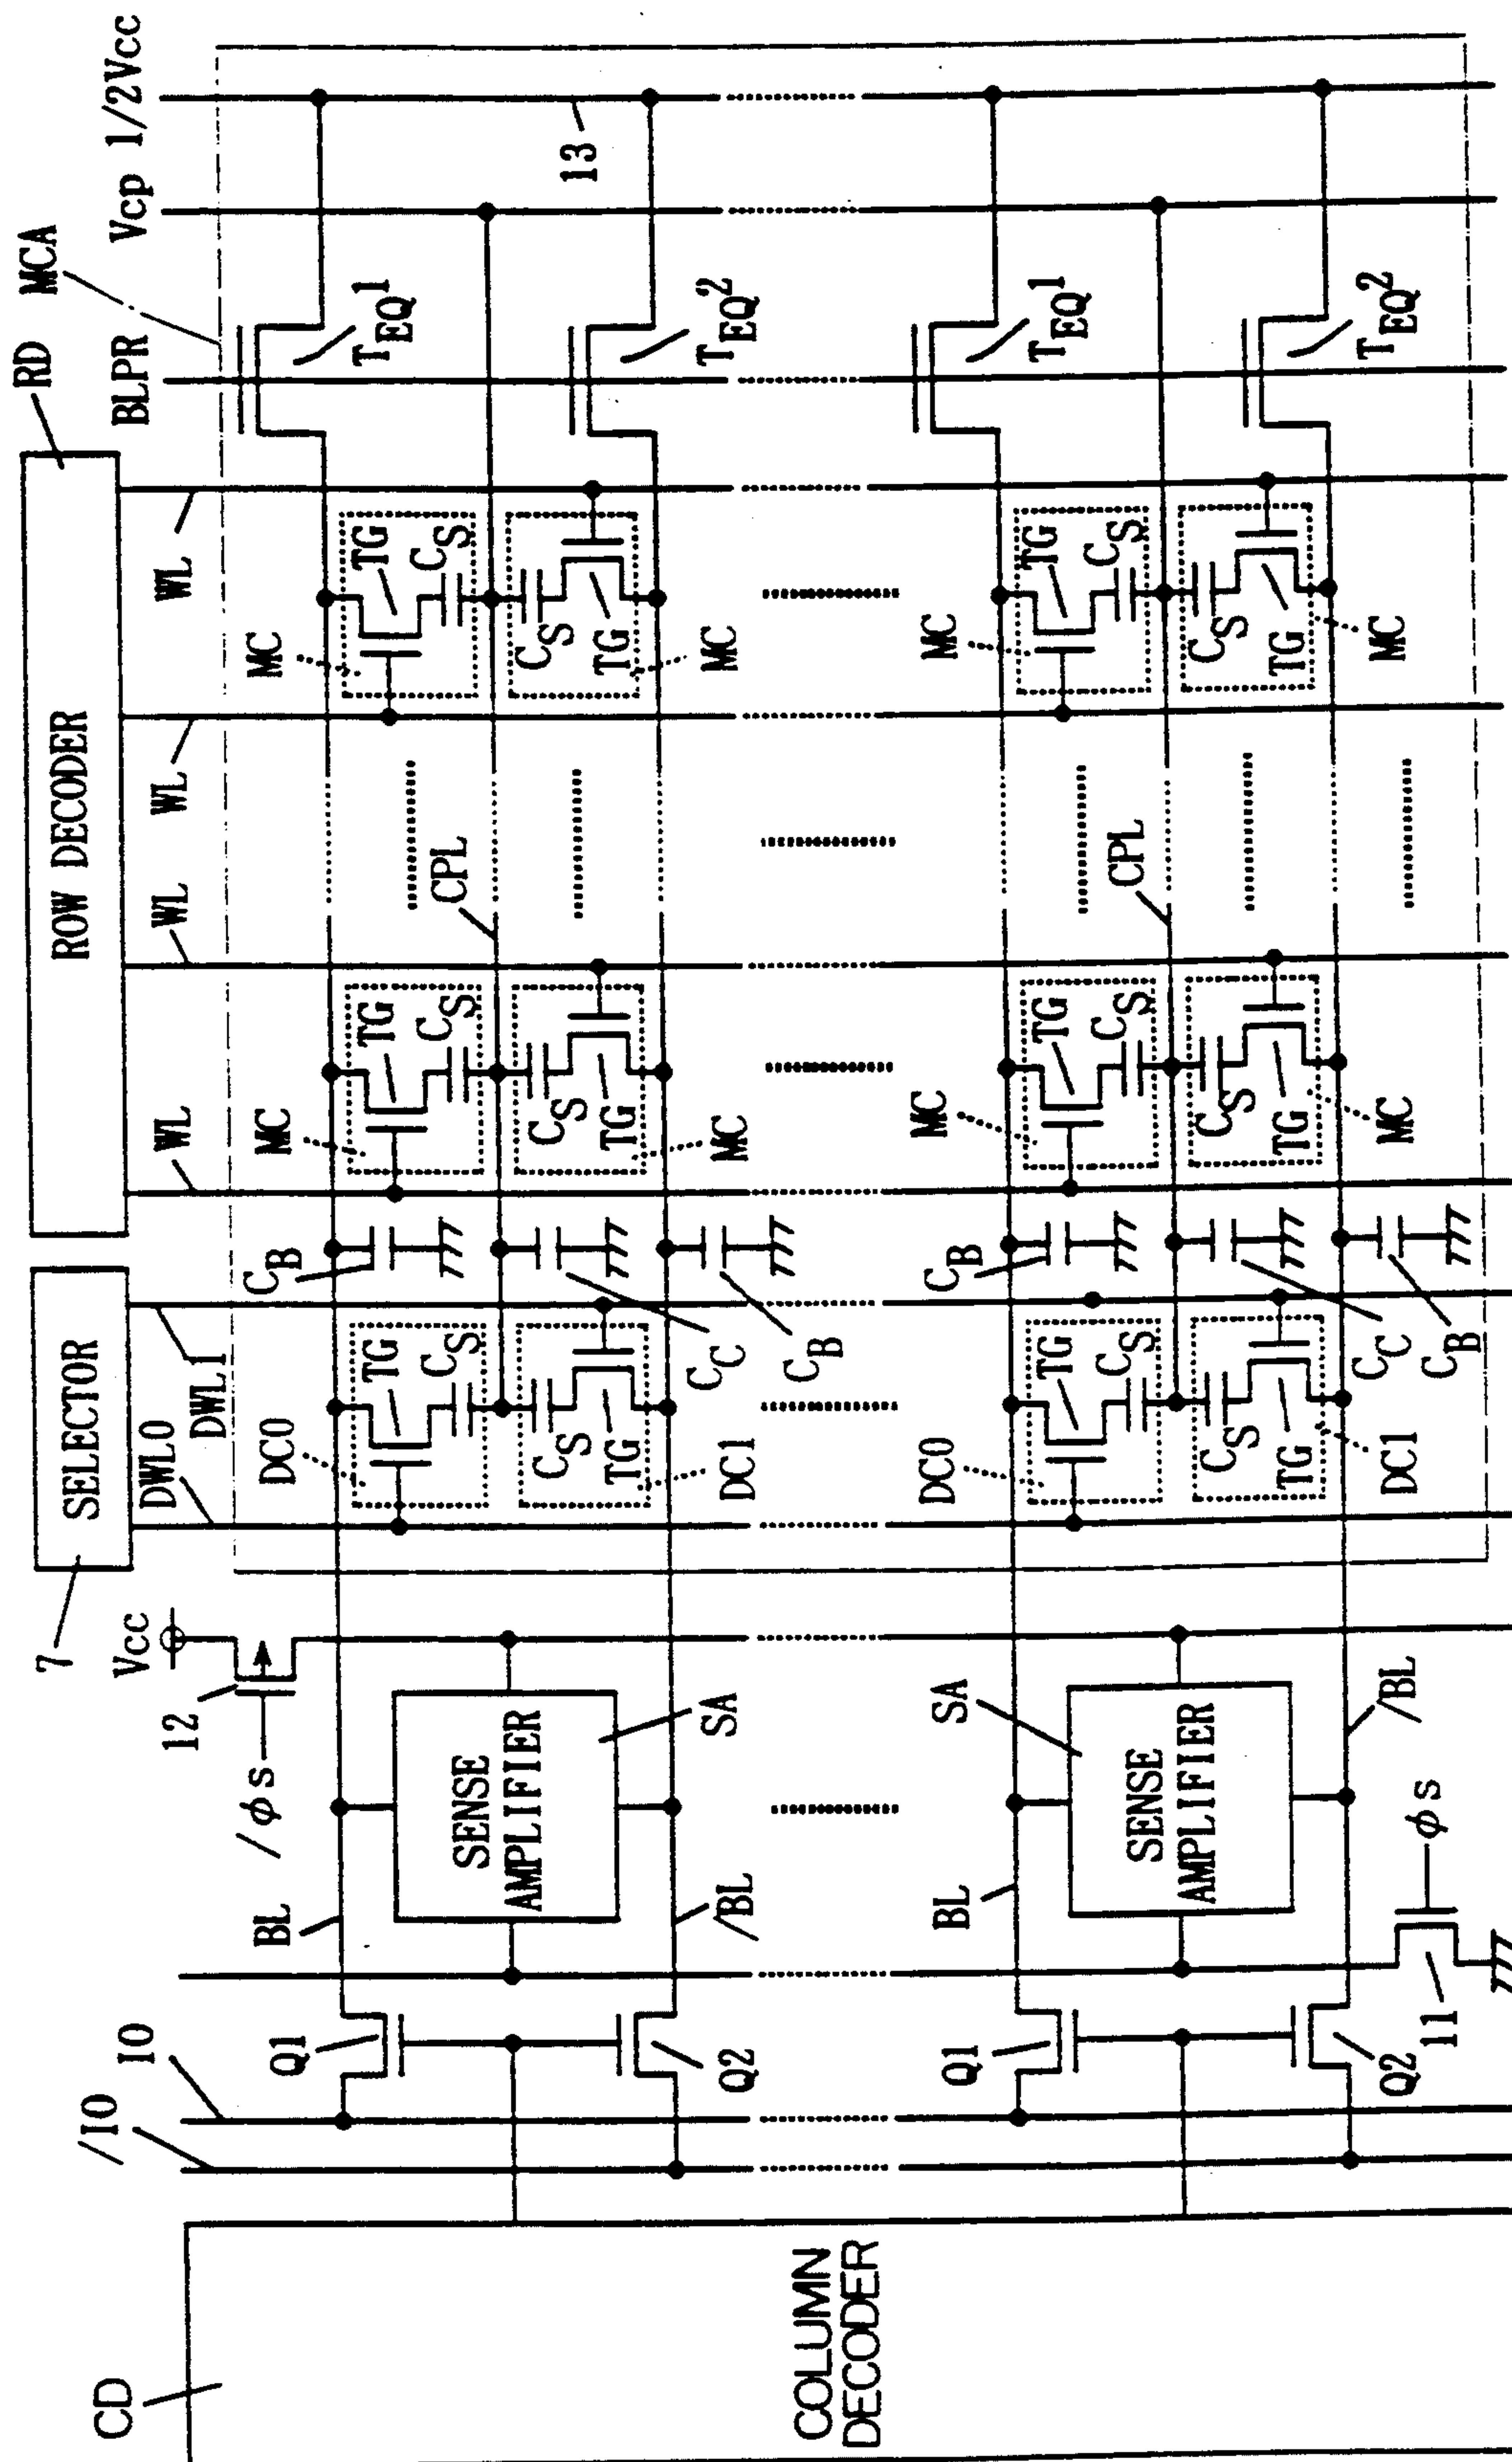 RD
MCA
7
ROW DECODER
SELECTOR
CD
/IO
IO
Vcc
BLPR
Vcp
1/2Vcc
DWL0
DWL1
WL
WL
WL
WL
12
/φs
Q1
BL
DC0
CB
MC
MC
TG
CS
TG
CS
TG
CS
TEQ1
CPL
SENSE
AMPLIFIER
CS
TG
CS
TG
CS
TG
13
Q2
/BL
SA
DC1
CC
CB
MC
MC
TEQ2
COLUMN
DECODER
Q1
BL
SA
DC0
CB
MC
MC
TG
CS
TG
CS
TG
CS
TEQ1
CPL
SENSE
AMPLIFIER
CS
TG
CS
TG
CS
TG
Q2
11
φs
/BL
DC1
CC
CB
MC
MC
TEQ2